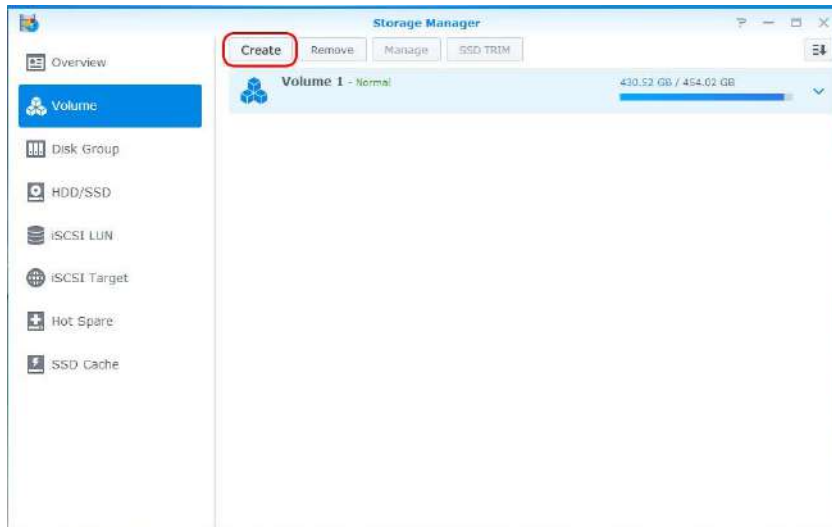 Storage Manager
Create Remove Manage SSD TRIM
Overview
Volume
Disk Group
HDD/SSD
iSCSI LUN
iSCSI Target
Hot Spare
SSD Cache
Volume 1 - Normal
430.52 GB / 454.02 GB